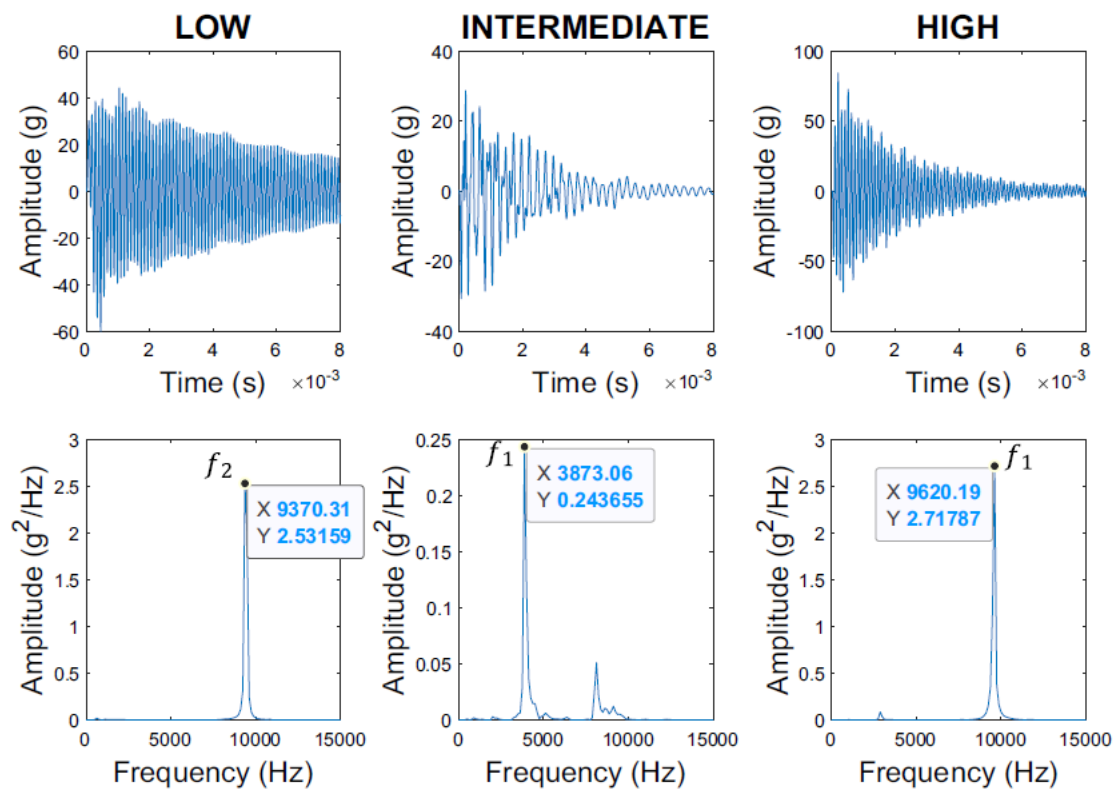 LOW
INTERMEDIATE
HIGH
60
40
20
0
-20
-40
-60
Amplitude (g)
0 2 4 6 8
Time (s) ×10⁻³
40
20
0
-20
-40
Amplitude (g)
0 2 4 6 8
Time (s) ×10⁻³
100
50
0
-50
-100
Amplitude (g)
0 2 4 6 8
Time (s) ×10⁻³
3
2.5
2
1.5
1
0.5
0
Amplitude (g²/Hz)
f₂
X 9370.31
Y 2.53159
0 5000 10000 15000
Frequency (Hz)
0.25
0.2
0.15
0.1
0.05
0
Amplitude (g²/Hz)
f₁
X 3873.06
Y 0.243655
0 5000 10000 15000
Frequency (Hz)
3
2.5
2
1.5
1
0.5
0
Amplitude (g²/Hz)
f₁
X 9620.19
Y 2.71787
0 5000 10000 15000
Frequency (Hz)